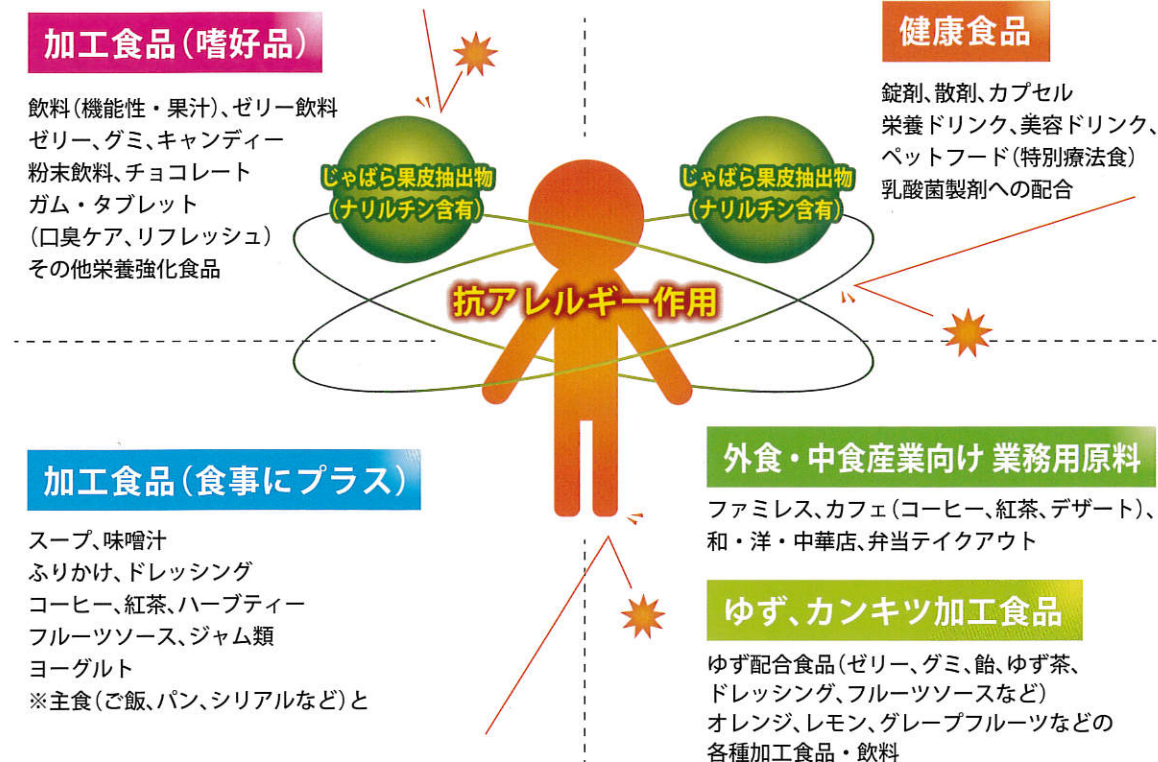 加工食品(嗜好品)
飲料(機能性・果汁)、ゼリー飲料
ゼリー、グミ、キャンディー
粉末飲料、チョコレート
ガム・タブレット
(口臭ケア、リフレッシュ)
その他栄養強化食品
健康食品
錠剤、散剤、カプセル
栄養ドリンク、美容ドリンク、
ペットフード(特別療法食)
乳酸菌製剤への配合
じゃばら果皮抽出物
(ナリルチン含有)
じゃばら果皮抽出物
(ナリルチン含有)
抗アレルギー作用
加工食品(食事にプラス)
スープ、味噌汁
ふりかけ、ドレッシング
コーヒー、紅茶、ハーブティー
フルーツソース、ジャム類
ヨーグルト
※主食(ご飯、パン、シリアルなど)と
外食・中食産業向け 業務用原料
ファミレス、カフェ(コーヒー、紅茶、デザート)、
和・洋・中華店、弁当テイクアウト
ゆず、カンキツ加工食品
ゆず配合食品(ゼリー、グミ、飴、ゆず茶、
ドレッシング、フルーツソースなど)
オレンジ、レモン、グレープフルーツなどの
各種加工食品・飲料